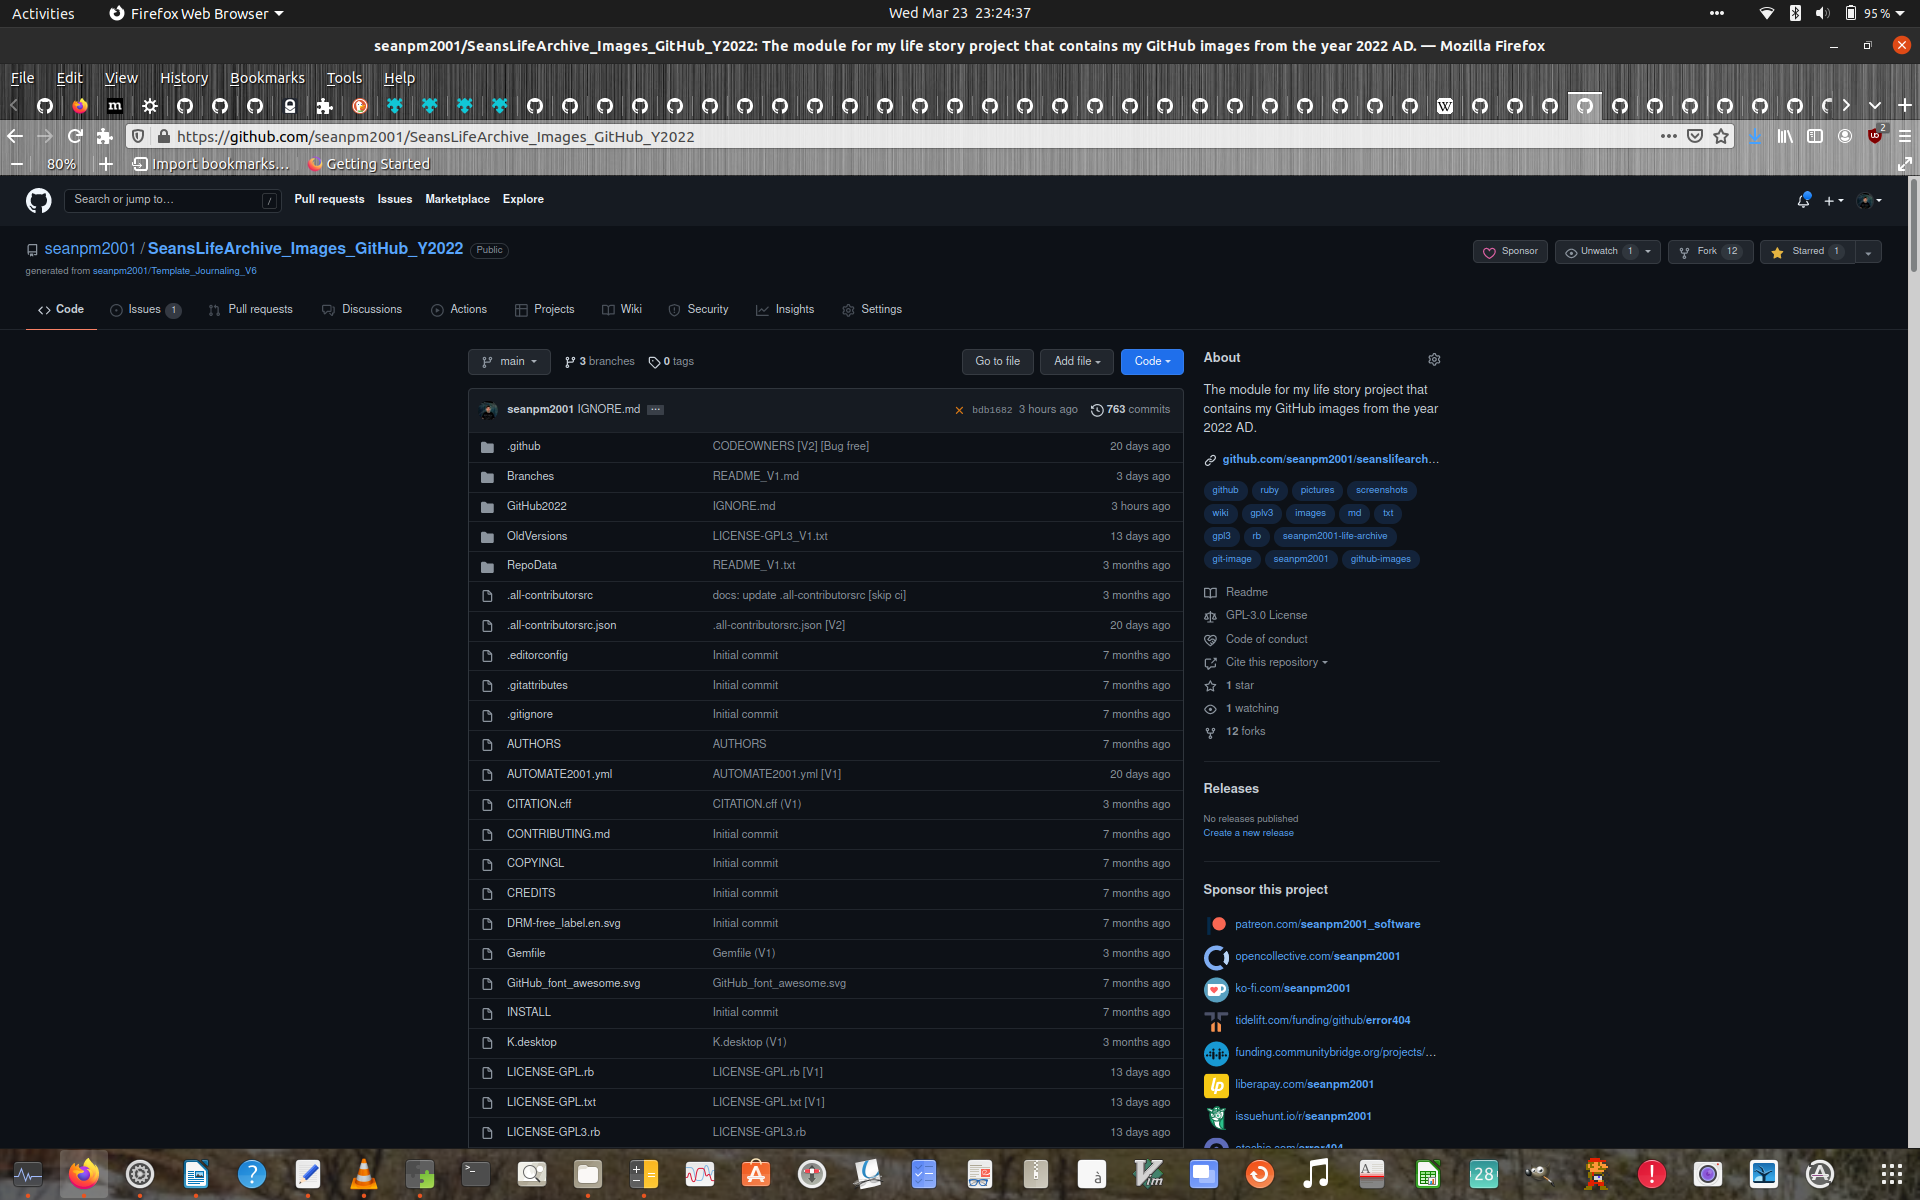 Activities
Firefox Web Browser
Wed Mar 23 23:24:37
95 %
seanpm2001/SeansLifeArchive_Images_GitHub_Y2022: The module for my life story project that contains my GitHub images from the year 2022 AD. — Mozilla Firefox
File Edit View History Bookmarks Tools Help
https://github.com/seanpm2001/SeansLifeArchive_Images_GitHub_Y2022
2
80%
Import bookmarks...
Getting Started
Search or jump to...
/
Pull requests Issues Marketplace Explore
seanpm2001 / SeansLifeArchive_Images_GitHub_Y2022 Public
generated from seanpm2001/Template_Journaling_V6
Sponsor
Unwatch 1
Fork 12
Starred 1
Code
Issues 1
Pull requests
Discussions
Actions
Projects
Wiki
Security
Insights
Settings
main
3 branches
0 tags
Go to file
Add file
Code
seanpm2001 IGNORE.md ...
bdb1682 3 hours ago
763 commits
.github CODEOWNERS [V2] [Bug free] 20 days ago
Branches README_V1.md 3 days ago
GitHub2022 IGNORE.md 3 hours ago
OldVersions LICENSE-GPL3_V1.txt 13 days ago
RepoData README_V1.txt 3 months ago
.all-contributorsrc docs: update .all-contributorsrc [skip ci] 3 months ago
.all-contributorsrc.json .all-contributorsrc.json [V2] 20 days ago
.editorconfig Initial commit 7 months ago
.gitattributes Initial commit 7 months ago
.gitignore Initial commit 7 months ago
AUTHORS AUTHORS 7 months ago
AUTOMATE2001.yml AUTOMATE2001.yml [V1] 20 days ago
CITATION.cff CITATION.cff (V1) 3 months ago
CONTRIBUTING.md Initial commit 7 months ago
COPYINGL Initial commit 7 months ago
CREDITS Initial commit 7 months ago
DRM-free_label.en.svg Initial commit 7 months ago
Gemfile Gemfile (V1) 3 months ago
GitHub_font_awesome.svg GitHub_font_awesome.svg 7 months ago
INSTALL Initial commit 7 months ago
K.desktop K.desktop (V1) 3 months ago
LICENSE-GPL.rb LICENSE-GPL.rb [V1] 13 days ago
LICENSE-GPL.txt LICENSE-GPL.txt [V1] 13 days ago
LICENSE-GPL3.rb LICENSE-GPL3.rb 13 days ago
About
The module for my life story project that
contains my GitHub images from the year
2022 AD.
github.com/seanpm2001/seanslifearch...
github ruby pictures screenshots
wiki gplv3 images md txt
gpl3 rb seanpm2001-life-archive
git-image seanpm2001 github-images
Readme
GPL-3.0 License
Code of conduct
Cite this repository
1 star
1 watching
12 forks
Releases
No releases published
Create a new release
Sponsor this project
patreon.com/seanpm2001_software
opencollective.com/seanpm2001
ko-fi.com/seanpm2001
tidelift.com/funding/github/error404
funding.communitybridge.org/projects/...
liberapay.com/seanpm2001
issuehunt.io/r/seanpm2001
28